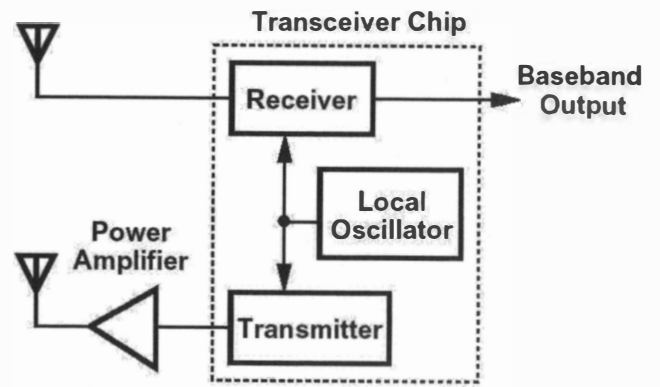 Transceiver Chip
Receiver
Baseband
Output
Local
Oscillator
Power
Amplifier
Transmitter